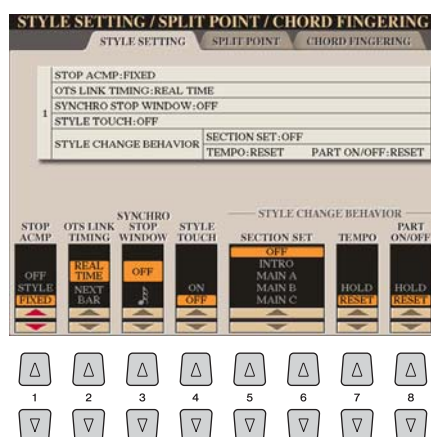 STYLE SETTING / SPLIT POINT / CHORD FINGERING
STYLE SETTING SPLIT POINT CHORD FINGERING
1
STOP ACMP:FIXED
OTS LINK TIMING:REAL TIME
SYNCHRO STOP WINDOW:OFF
STYLE TOUCH:OFF
STYLE CHANGE BEHAVIOR
SECTION SET:OFF
TEMPO:RESET PART ON/OFF:RESET
STYLE CHANGE BEHAVIOR
STOP ACMP
OTS LINK TIMING
SYNCHRO STOP WINDOW
STYLE TOUCH
SECTION SET
TEMPO
PART ON/OFF
OFF
STYLE
FIXED
REAL TIME
NEXT BAR
OFF
ON
OFF
OFF
INTRO
MAIN A
MAIN B
MAIN C
HOLD
RESET
HOLD
RESET
1 2 3 4 5 6 7 8